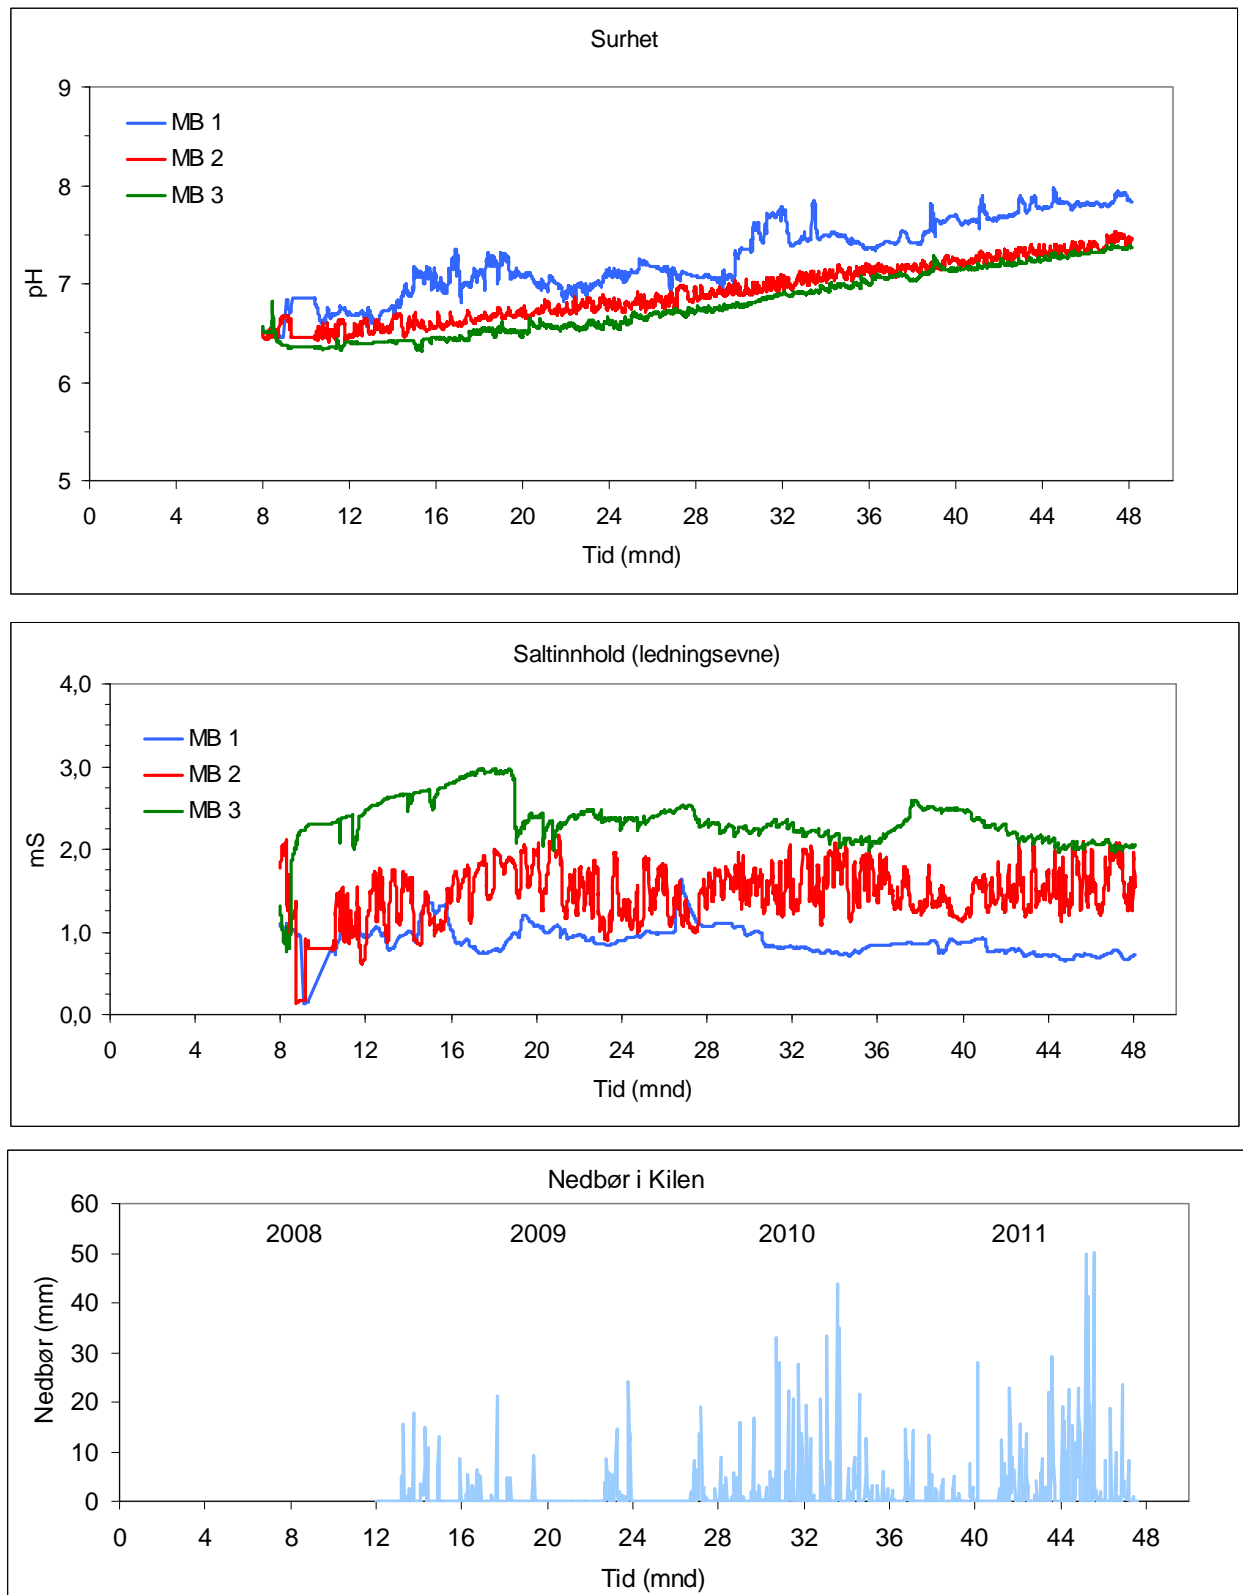 Surhet
9
8
7
6
5
pH
MB 1
MB 2
MB 3
0 4 8 12 16 20 24 28 32 36 40 44 48
Tid (mnd)
Saltinnhold (ledningsevne)
4,0
3,0
2,0
1,0
0,0
mS
MB 1
MB 2
MB 3
0 4 8 12 16 20 24 28 32 36 40 44 48
Tid (mnd)
Nedbør i Kilen
60
50
40
30
20
10
0
Nedbør (mm)
2008 2009 2010 2011
0 4 8 12 16 20 24 28 32 36 40 44 48
Tid (mnd)